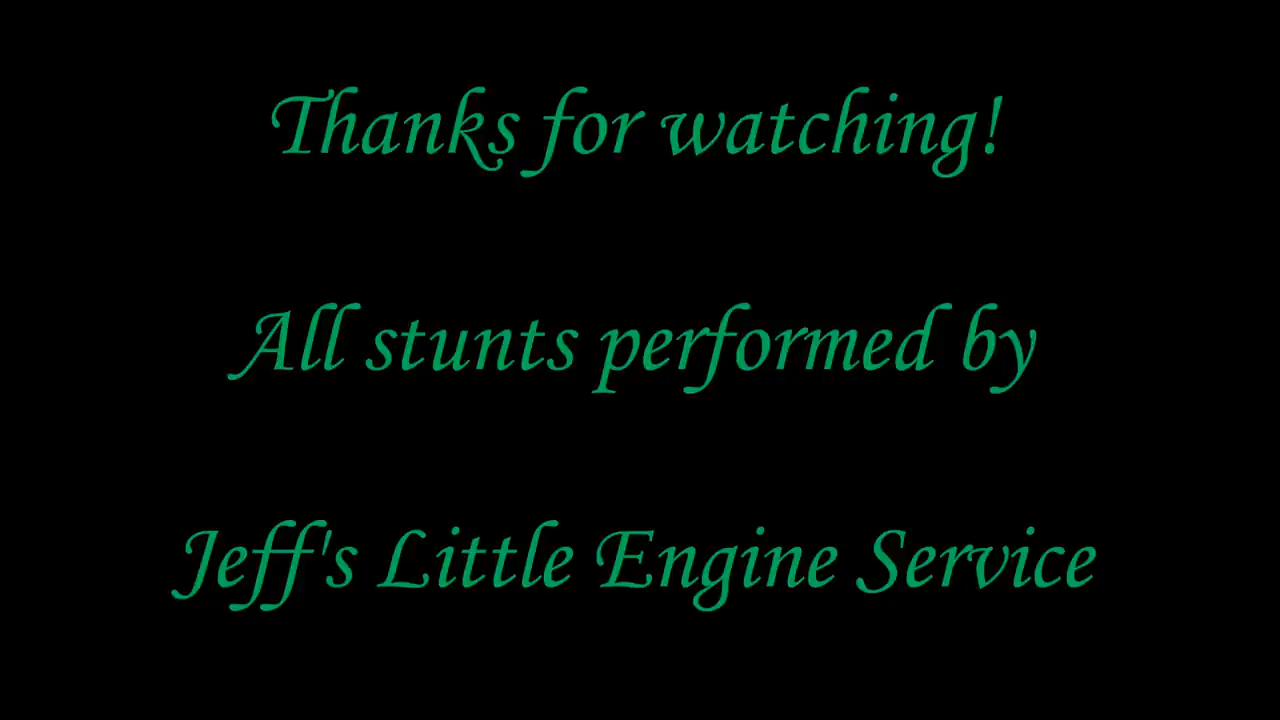 Thanks for watching!
All stunts performed by
Jeff's Little Engine Service